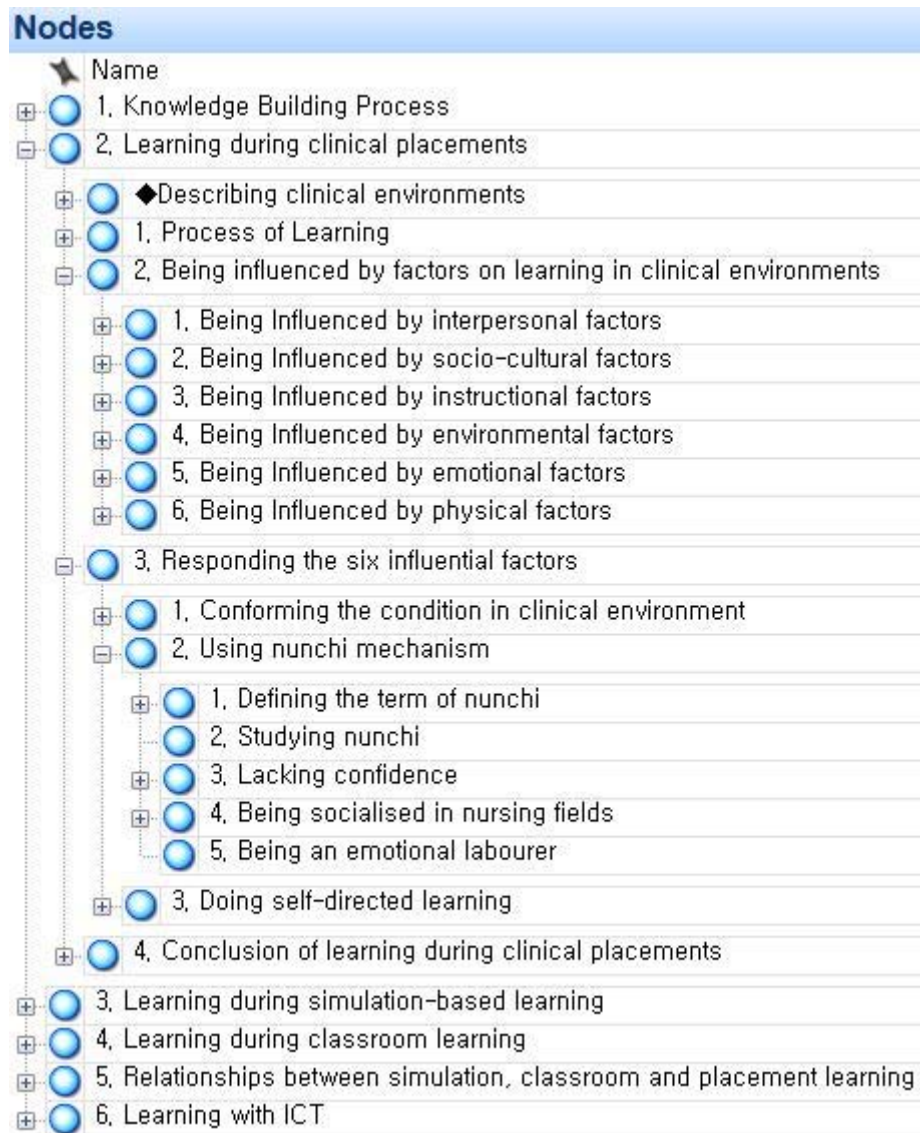 Nodes
Name
1, Knowledge Building Process
2, Learning during clinical placements
◆Describing clinical environments
1, Process of Learning
2, Being influenced by factors on learning in clinical environments
1, Being Influenced by interpersonal factors
2, Being Influenced by socio-cultural factors
3, Being Influenced by instructional factors
4, Being Influenced by environmental factors
5, Being Influenced by emotional factors
6, Being Influenced by physical factors
3, Responding the six influential factors
1, Conforming the condition in clinical environment
2, Using nunchi mechanism
1, Defining the term of nunchi
2, Studying nunchi
3, Lacking confidence
4, Being socialised in nursing fields
5, Being an emotional labourer
3, Doing self-directed learning
4, Conclusion of learning during clinical placements
3, Learning during simulation-based learning
4, Learning during classroom learning
5, Relationships between simulation, classroom and placement learning
6, Learning with ICT